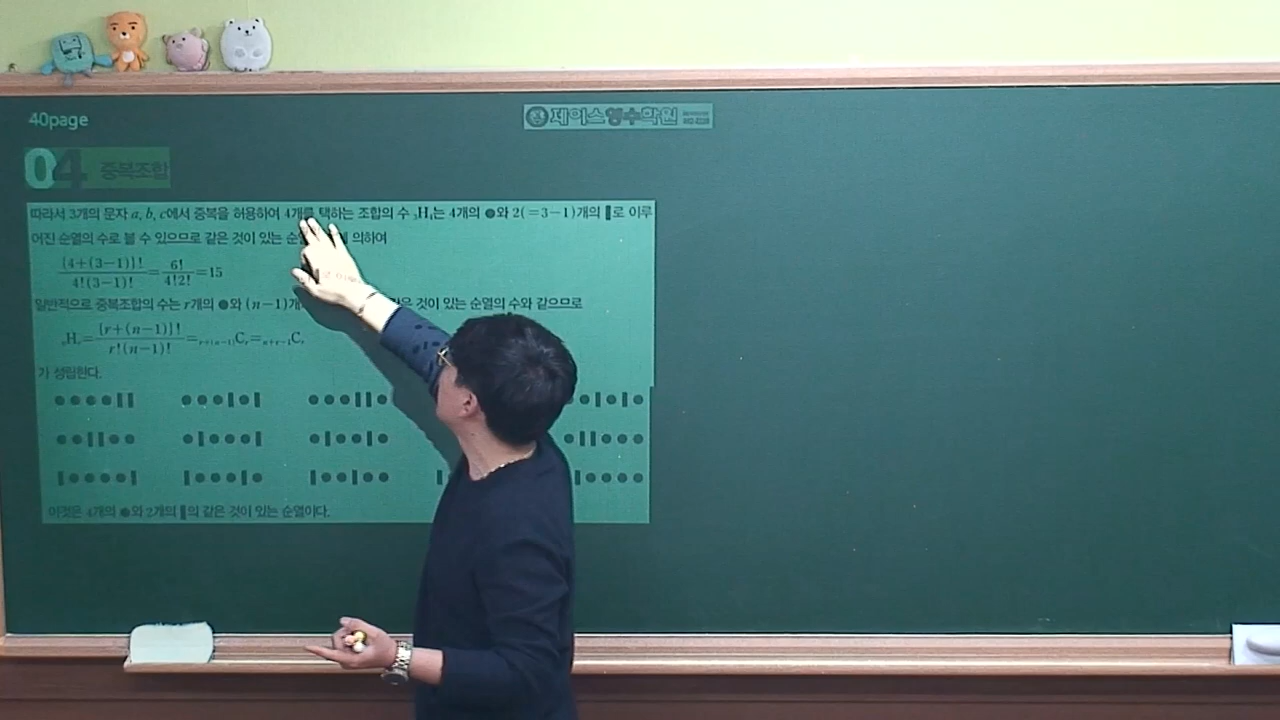 40page
제이스영수학원
04 중복조합
따라서 3개의 문자 a, b, c에서 중복을 허용하여 4개를 택하는 조합의 수 ₃H₄는 4개의 ●와 2(=3−1)개의 ▮로 이루
어진 순열의 수로 볼 수 있으므로 같은 것이 있는 순열 의하여
{4+(3−1)}!/4!(3−1)! = 6!/4!2! = 15
일반적으로 중복조합의 수는 r개의 ●와 (n−1)개 같은 것이 있는 순열의 수와 같으므로
ₙHᵣ = {r+(n−1)}!/r!(n−1)! = ᵣ₊₍ₙ₋₁₎Cᵣ = ₙ₊ᵣ₋₁Cᵣ
가 성립한다.
이것은 4개의 ●와 2개의 ▮의 같은 것이 있는 순열이다.